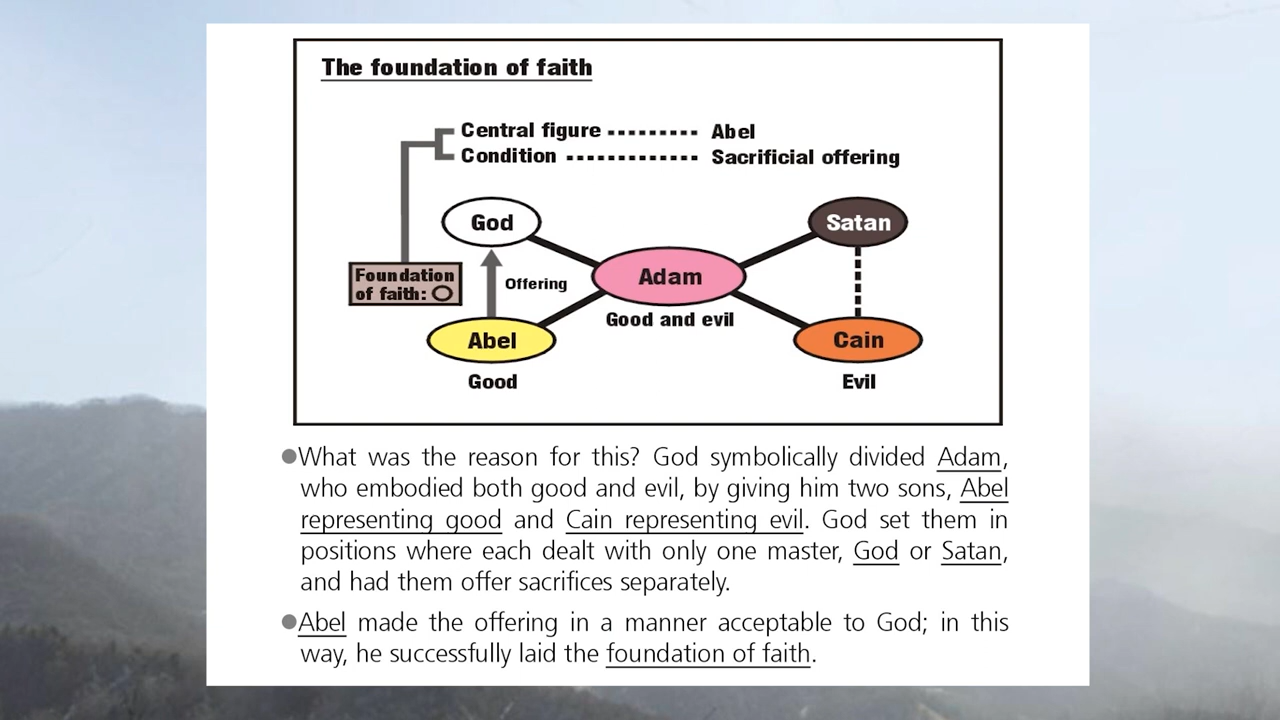 The foundation of faith
Central figure ········· Abel
Condition ············· Sacrificial offering
God
Satan
Adam
Foundation
of faith: ○
Offering
Good and evil
Abel
Cain
Good
Evil
●What was the reason for this? God symbolically divided Adam,
who embodied both good and evil, by giving him two sons, Abel
representing good and Cain representing evil. God set them in
positions where each dealt with only one master, God or Satan,
and had them offer sacrifices separately.
●Abel made the offering in a manner acceptable to God; in this
way, he successfully laid the foundation of faith.